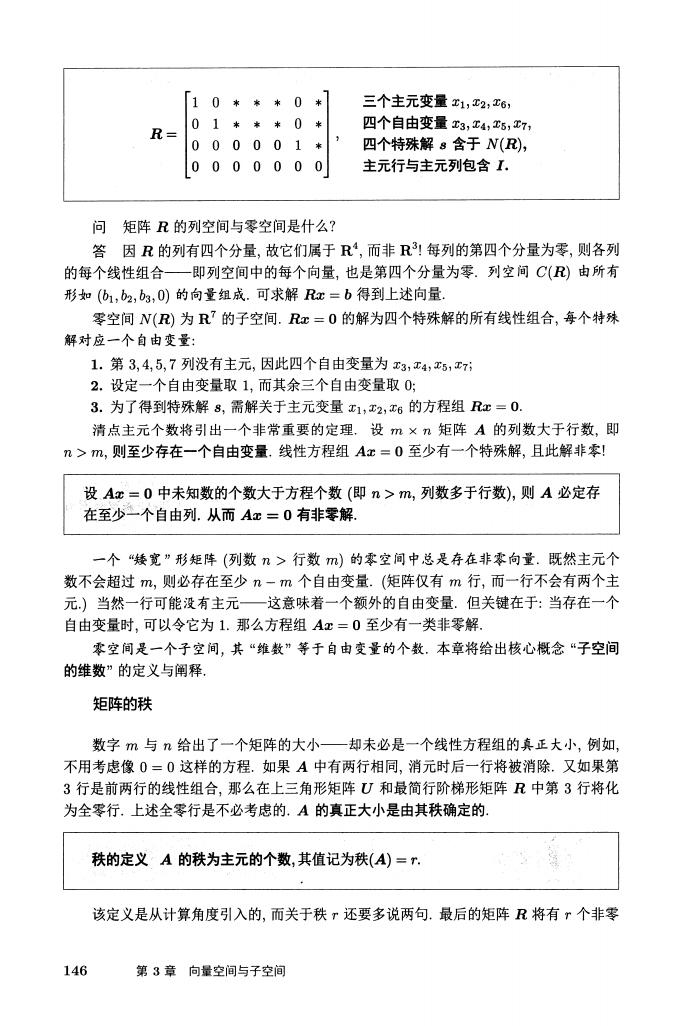 R = [1 0 * * * 0 *
0 1 * * * 0 *
0 0 0 0 0 1 *
0 0 0 0 0 0 0],
三个主元变量 x₁, x₂, x₆,
四个自由变量 x₃, x₄, x₅, x₇,
四个特殊解 s 含于 N(R),
主元行与主元列包含 I.
问 矩阵 R 的列空间与零空间是什么?
答 因 R 的列有四个分量, 故它们属于 R⁴, 而非 R³! 每列的第四个分量为零, 则各列
的每个线性组合——即列空间中的每个向量, 也是第四个分量为零. 列空间 C(R) 由所有
形如 (b₁, b₂, b₃, 0) 的向量组成. 可求解 Rx = b 得到上述向量.
零空间 N(R) 为 R⁷ 的子空间. Rx = 0 的解为四个特殊解的所有线性组合, 每个特殊
解对应一个自由变量:
1. 第 3, 4, 5, 7 列没有主元, 因此四个自由变量为 x₃, x₄, x₅, x₇;
2. 设定一个自由变量取 1, 而其余三个自由变量取 0;
3. 为了得到特殊解 s, 需解关于主元变量 x₁, x₂, x₆ 的方程组 Rx = 0.
清点主元个数将引出一个非常重要的定理. 设 m × n 矩阵 A 的列数大于行数, 即
n > m, 则至少存在一个自由变量. 线性方程组 Ax = 0 至少有一个特殊解, 且此解非零!
设 Ax = 0 中未知数的个数大于方程个数 (即 n > m, 列数多于行数), 则 A 必定存
在至少一个自由列. 从而 Ax = 0 有非零解.
一个 “矮宽” 形矩阵 (列数 n > 行数 m) 的零空间中总是存在非零向量. 既然主元个
数不会超过 m, 则必存在至少 n − m 个自由变量. (矩阵仅有 m 行, 而一行不会有两个主
元.) 当然一行可能没有主元——这意味着一个额外的自由变量. 但关键在于: 当存在一个
自由变量时, 可以令它为 1. 那么方程组 Ax = 0 至少有一类非零解.
零空间是一个子空间, 其 “维数” 等于自由变量的个数. 本章将给出核心概念 “子空间
的维数” 的定义与阐释.
矩阵的秩
数字 m 与 n 给出了一个矩阵的大小——却未必是一个线性方程组的真正大小, 例如,
不用考虑像 0 = 0 这样的方程. 如果 A 中有两行相同, 消元时后一行将被消除. 又如果第
3 行是前两行的线性组合, 那么在上三角形矩阵 U 和最简行阶梯形矩阵 R 中第 3 行将化
为全零行. 上述全零行是不必考虑的. A 的真正大小是由其秩确定的.
秩的定义 A 的秩为主元的个数, 其值记为秩(A) = r.
该定义是从计算角度引入的, 而关于秩 r 还要多说两句. 最后的矩阵 R 将有 r 个非零
146 第 3 章 向量空间与子空间